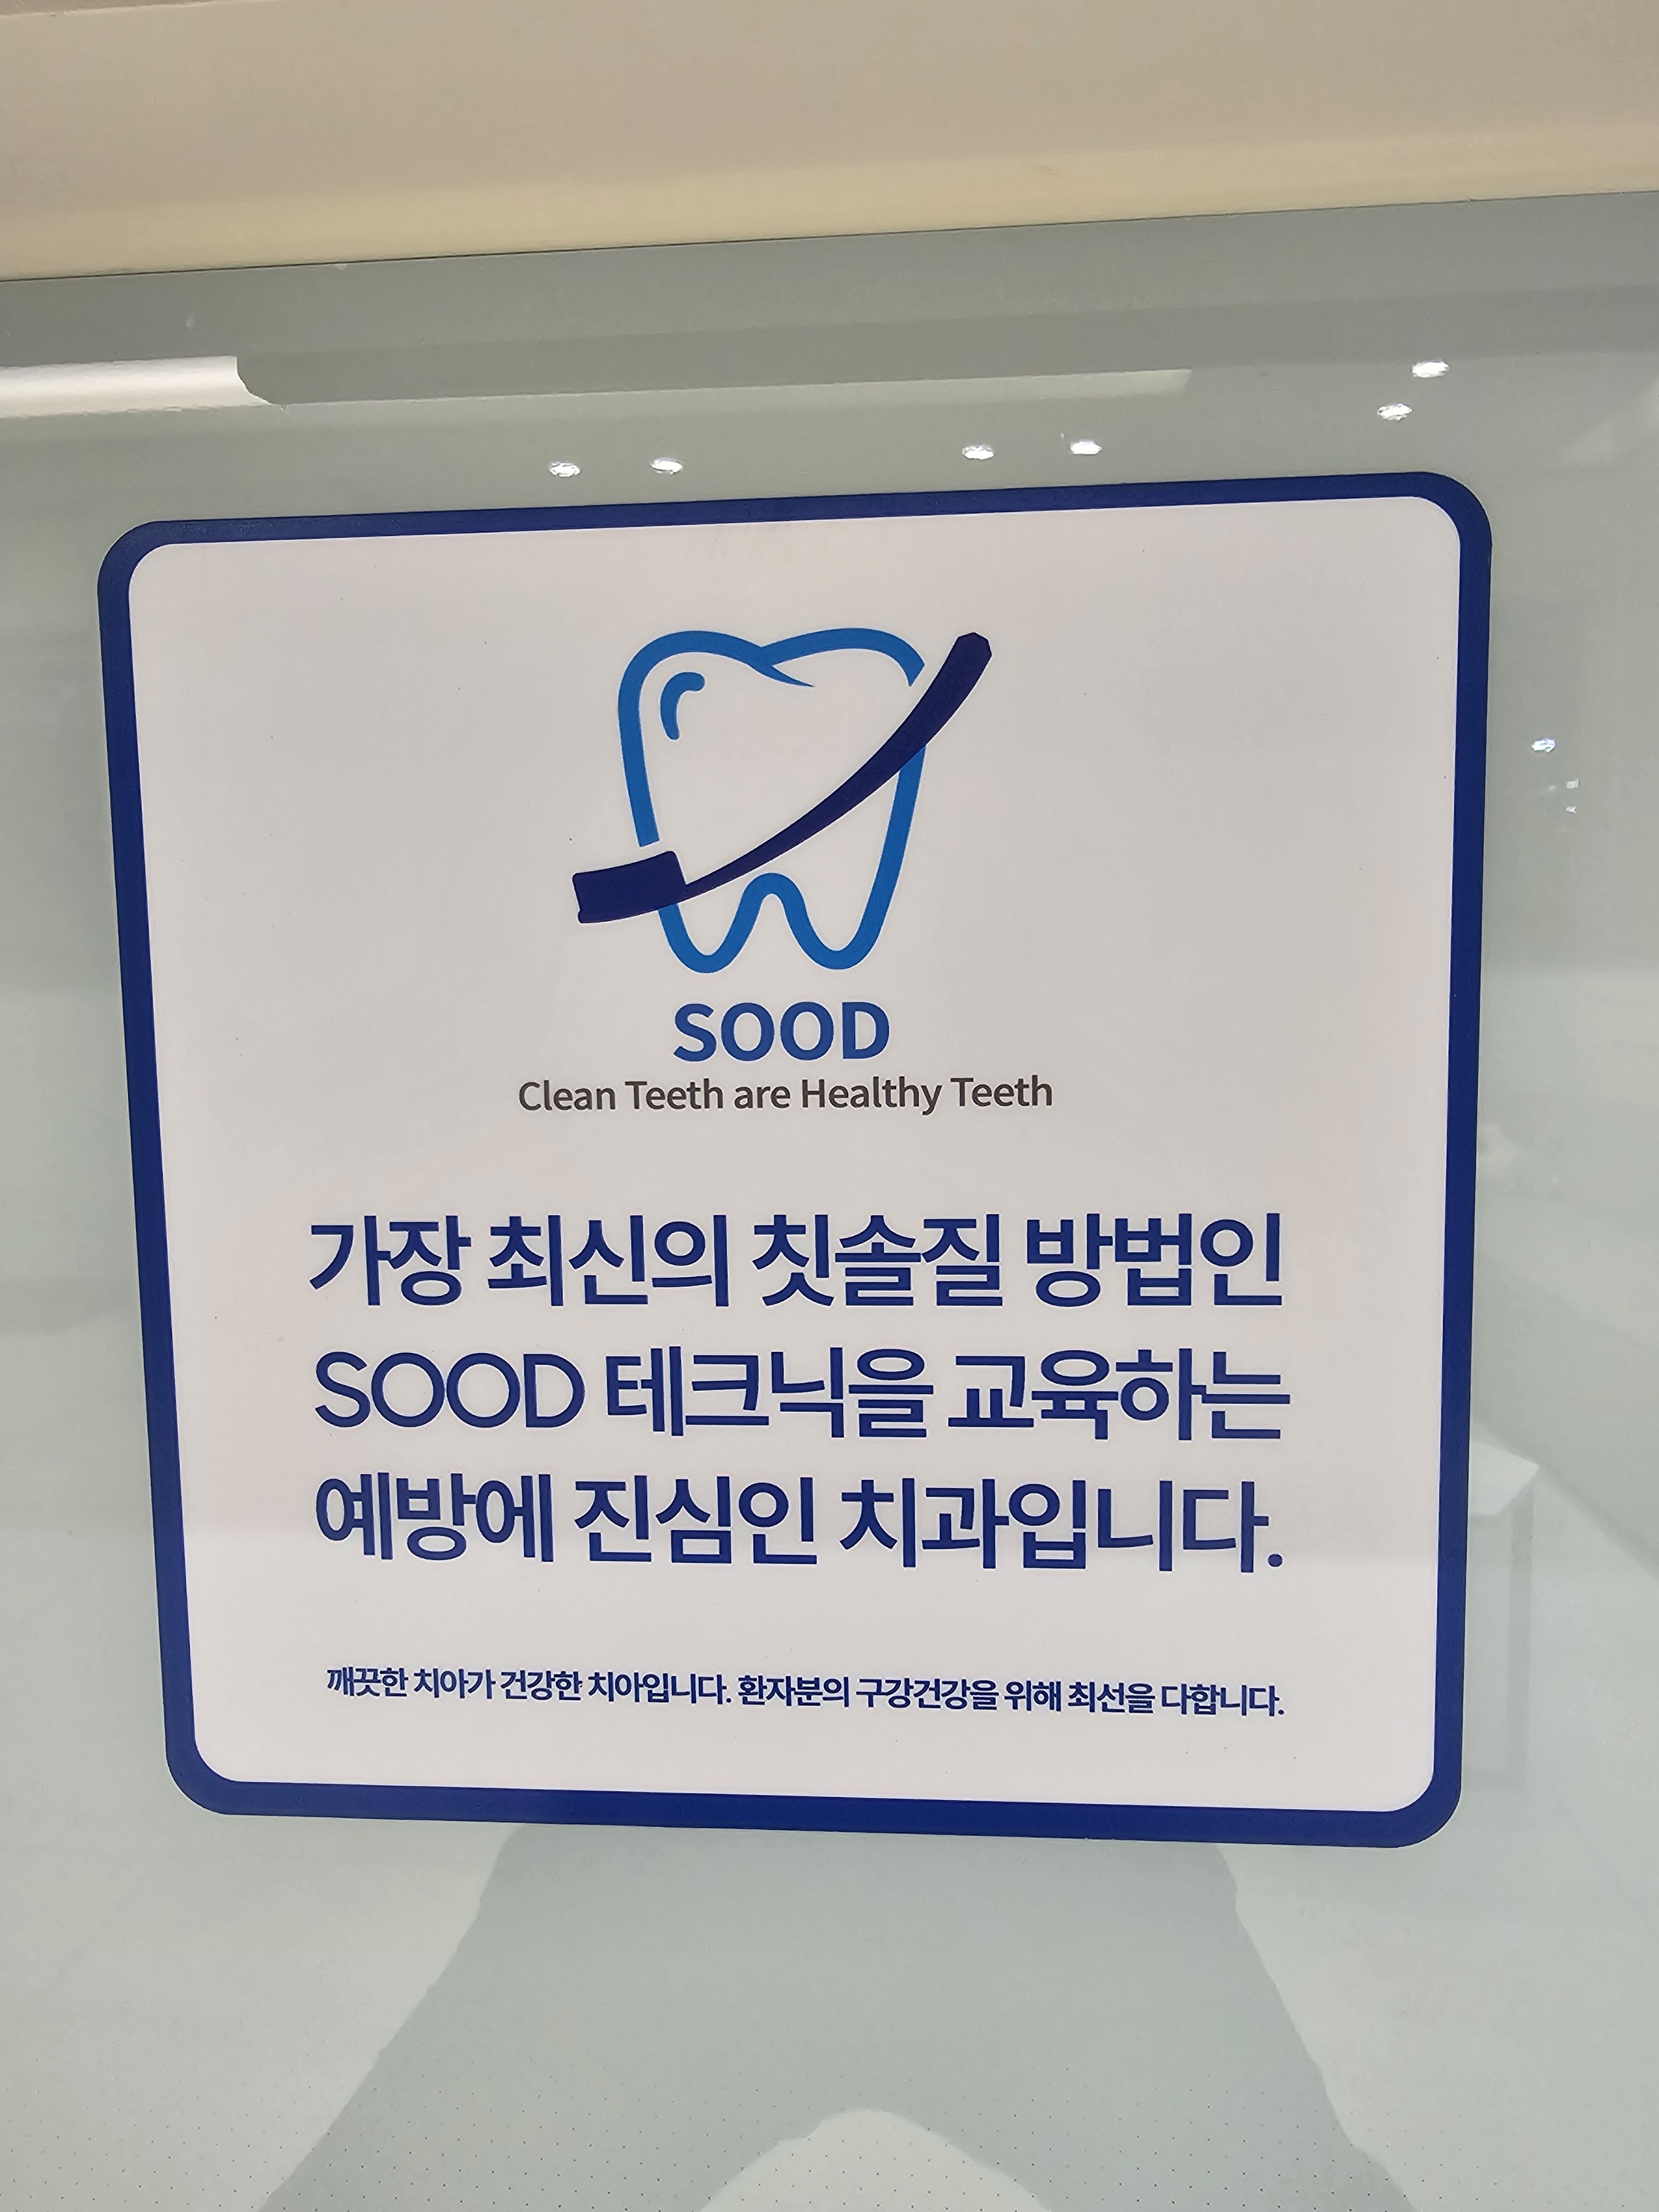 SOOD
Clean Teeth are Healthy Teeth
가장 최신의 칫솔질 방법인
SOOD 테크닉을 교육하는
예방에 진심인 치과입니다.
깨끗한 치아가 건강한 치아입니다. 환자분의 구강건강을 위해 최선을 다합니다.